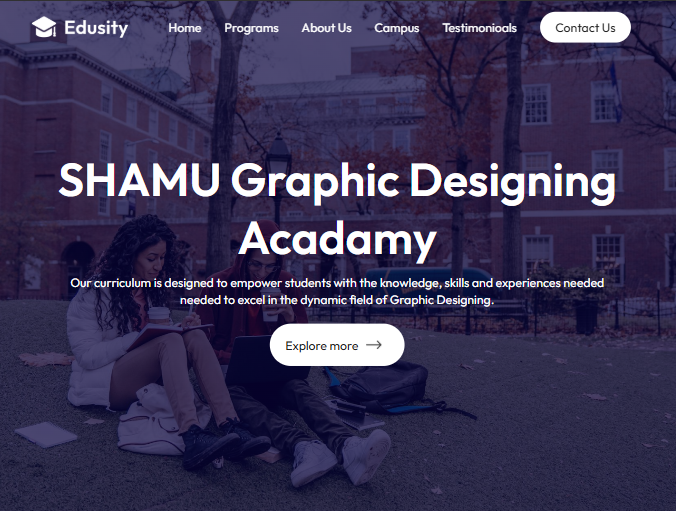 Edusity Home Programs About Us Campus Testimonioals Contact Us
SHAMU Graphic Designing
Acadamy
Our curriculum is designed to empower students with the knowledge, skills and experiences needed
needed to excel in the dynamic field of Graphic Designing.
Explore more →